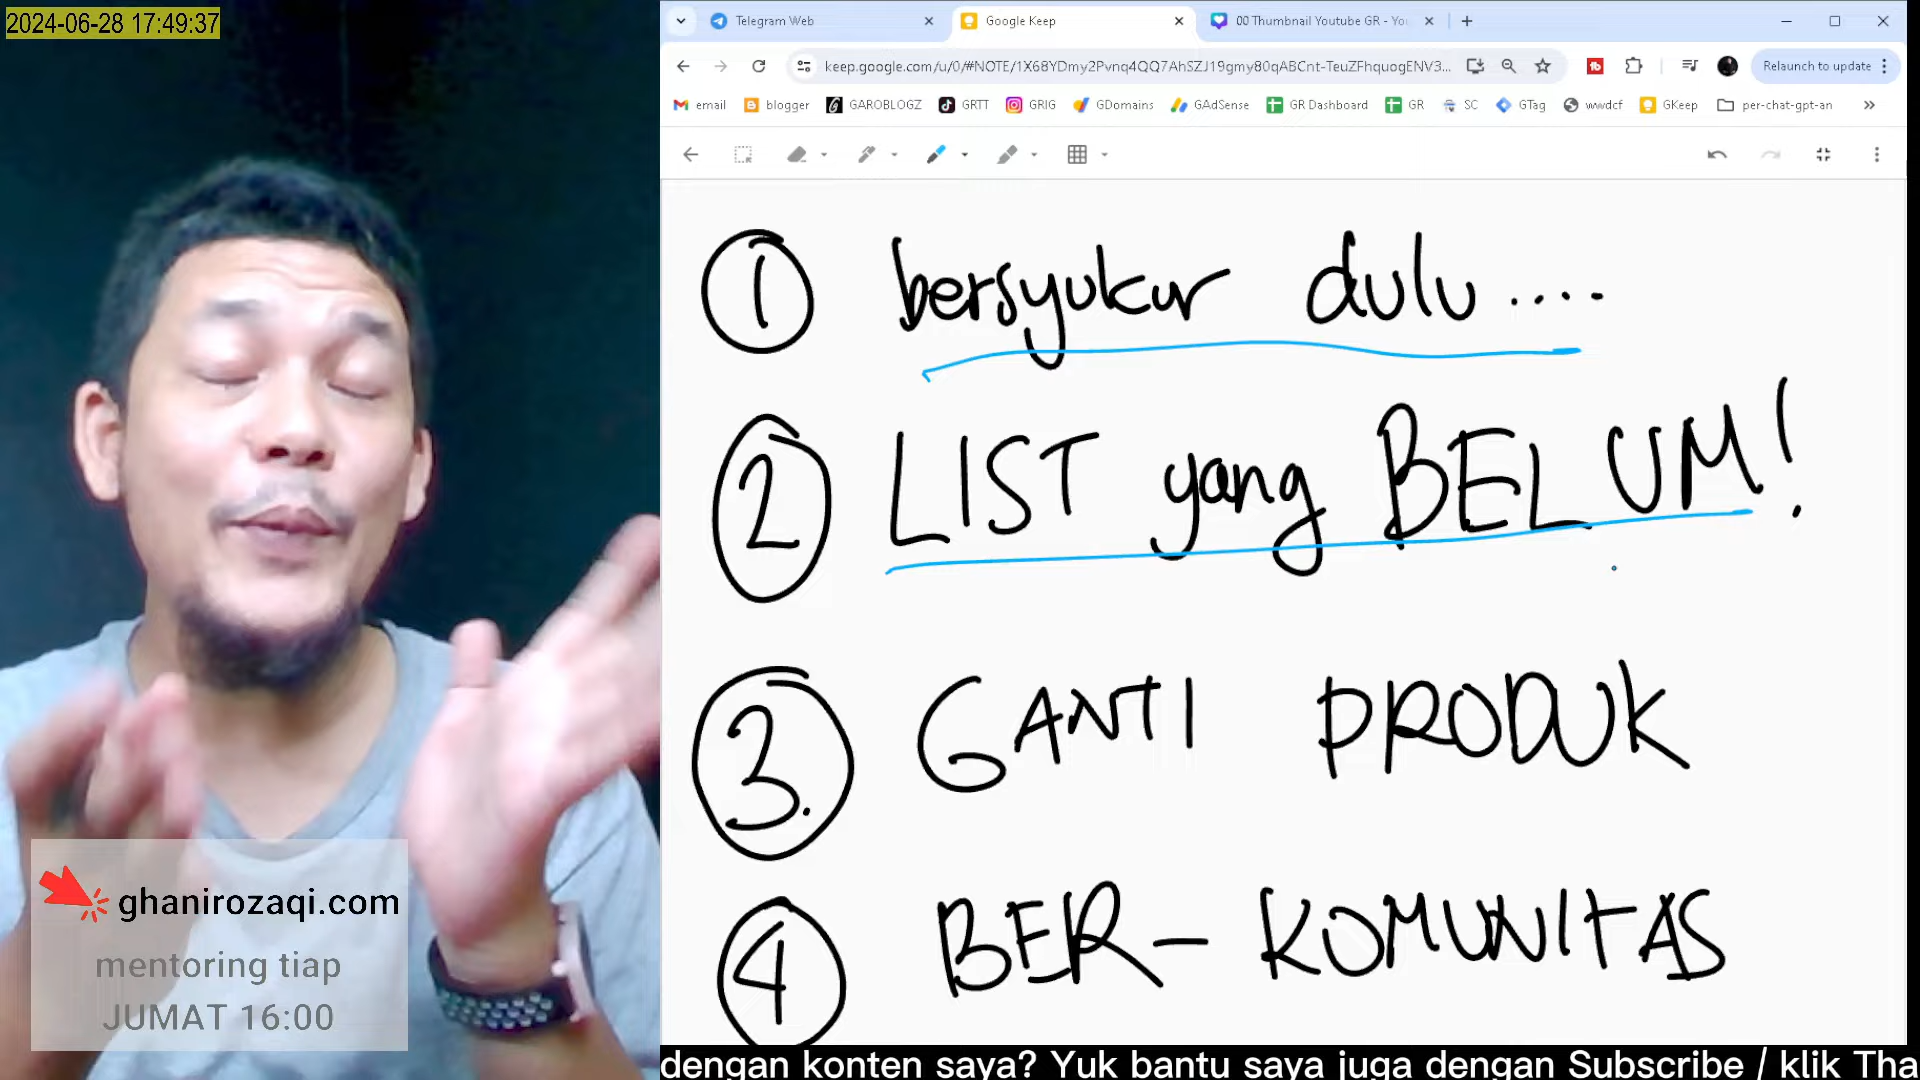 2024-06-28 17:49:37
Telegram Web
Google Keep
00 Thumbnail Youtube GR - Yo
keep.google.com/u/0/#NOTE/1X68YDmy2Pvnq4QQ7AhSZJ19gmy80qABCnt-TeuZFhquogENV3...
Relaunch to update
email blogger GAROBLOGZ GRTT GRIG GDomains GAdSense GR Dashboard GR SC GTag wwdcf GKeep per-chat-gpt-an
1 bersyukur dulu ....
2 LIST yang BELUM!
3. GANTI PRODUK
4 BER- KOMUNITAS
ghanirozaqi.com
mentoring tiap
JUMAT 16:00
dengan konten saya? Yuk bantu saya juga dengan Subscribe / klik Tha